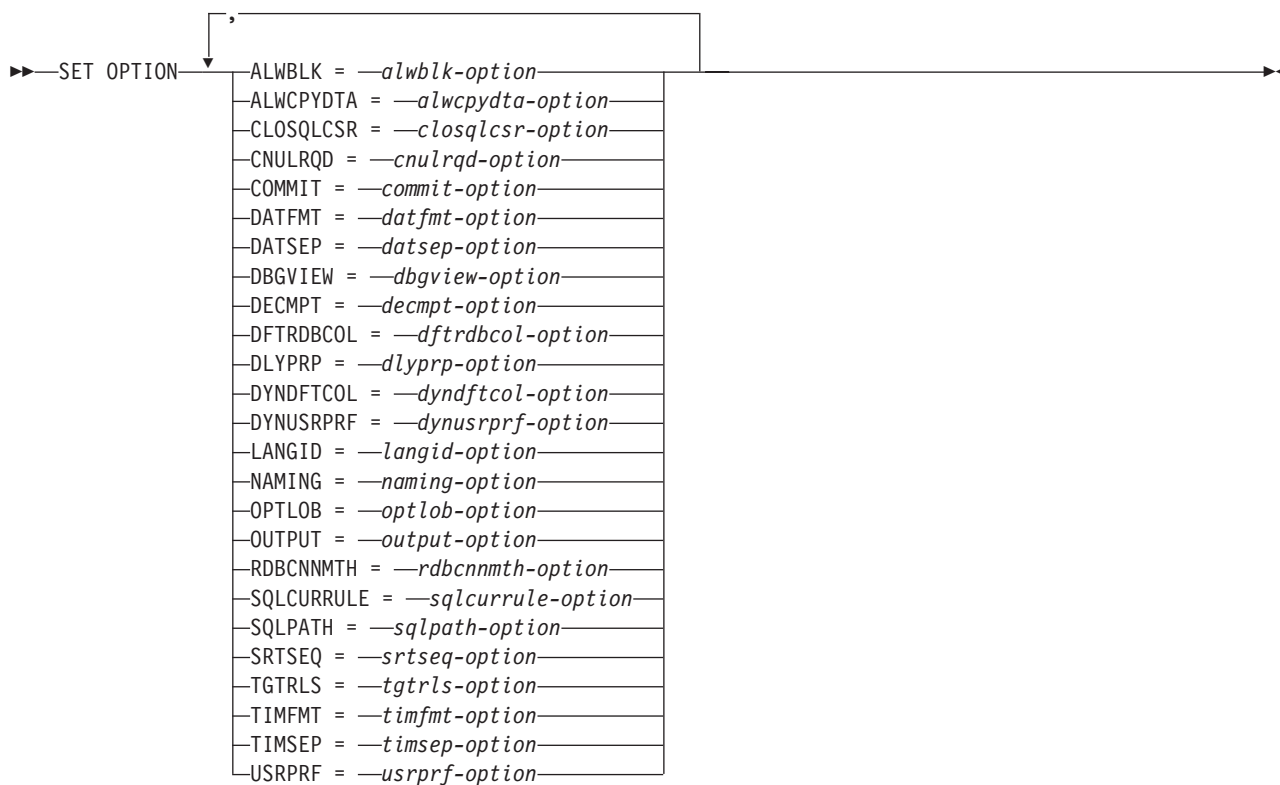 ,
SET OPTION ALWBLK = alwblk-option
ALWCPYDTA = alwcpydta-option
CLOSQLCSR = closqlcsr-option
CNULRQD = cnulrqd-option
COMMIT = commit-option
DATFMT = datfmt-option
DATSEP = datsep-option
DBGVIEW = dbgview-option
DECMPT = decmpt-option
DFTRDBCOL = dftrdbcol-option
DLYPRP = dlyprp-option
DYNDFTCOL = dyndftcol-option
DYNUSRPRF = dynusrprf-option
LANGID = langid-option
NAMING = naming-option
OPTLOB = optlob-option
OUTPUT = output-option
RDBCNNMTH = rdbcnnmth-option
SQLCURRULE = sqlcurrule-option
SQLPATH = sqlpath-option
SRTSEQ = srtseq-option
TGTRLS = tgtrls-option
TIMFMT = timfmt-option
TIMSEP = timsep-option
USRPRF = usrprf-option